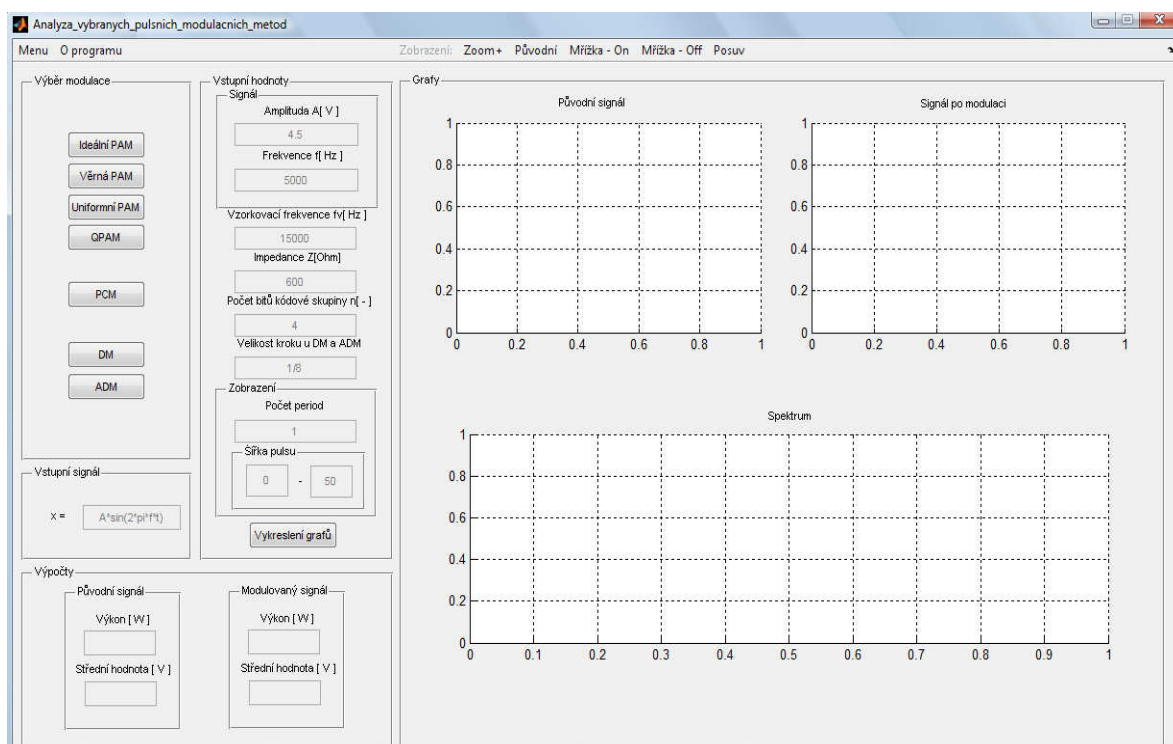 Analyza_vybranych_pulsnich_modulacnich_metod
Menu O programu Zobrazení: Zoom+ Původní Mřížka - On Mřížka - Off Posuv
Výběr modulace
Ideální PAM
Věrná PAM
Uniformní PAM
QPAM
PCM
DM
ADM
Vstupní signál
x = A*sin(2*pi*f*t)
Vstupní hodnoty
Signál
Amplituda A[ V ]
4.5
Frekvence f[ Hz ]
5000
Vzorkovací frekvence fv[ Hz ]
15000
Impedance Z[Ohm]
600
Počet bitů kódové skupiny n[ - ]
4
Velikost kroku u DM a ADM
1/8
Zobrazení
Počet period
1
Šířka pulsu
0 - 50
Vykreslení grafů
Výpočty
Původní signál
Výkon [ W ]
Střední hodnota [ V ]
Modulovaný signál
Výkon [ W ]
Střední hodnota [ V ]
Grafy
Původní signál
1
0.8
0.6
0.4
0.2
0
0 0.2 0.4 0.6 0.8 1
Signál po modulaci
1
0.8
0.6
0.4
0.2
0
0 0.2 0.4 0.6 0.8 1
Spektrum
1
0.8
0.6
0.4
0.2
0
0 0.1 0.2 0.3 0.4 0.5 0.6 0.7 0.8 0.9 1